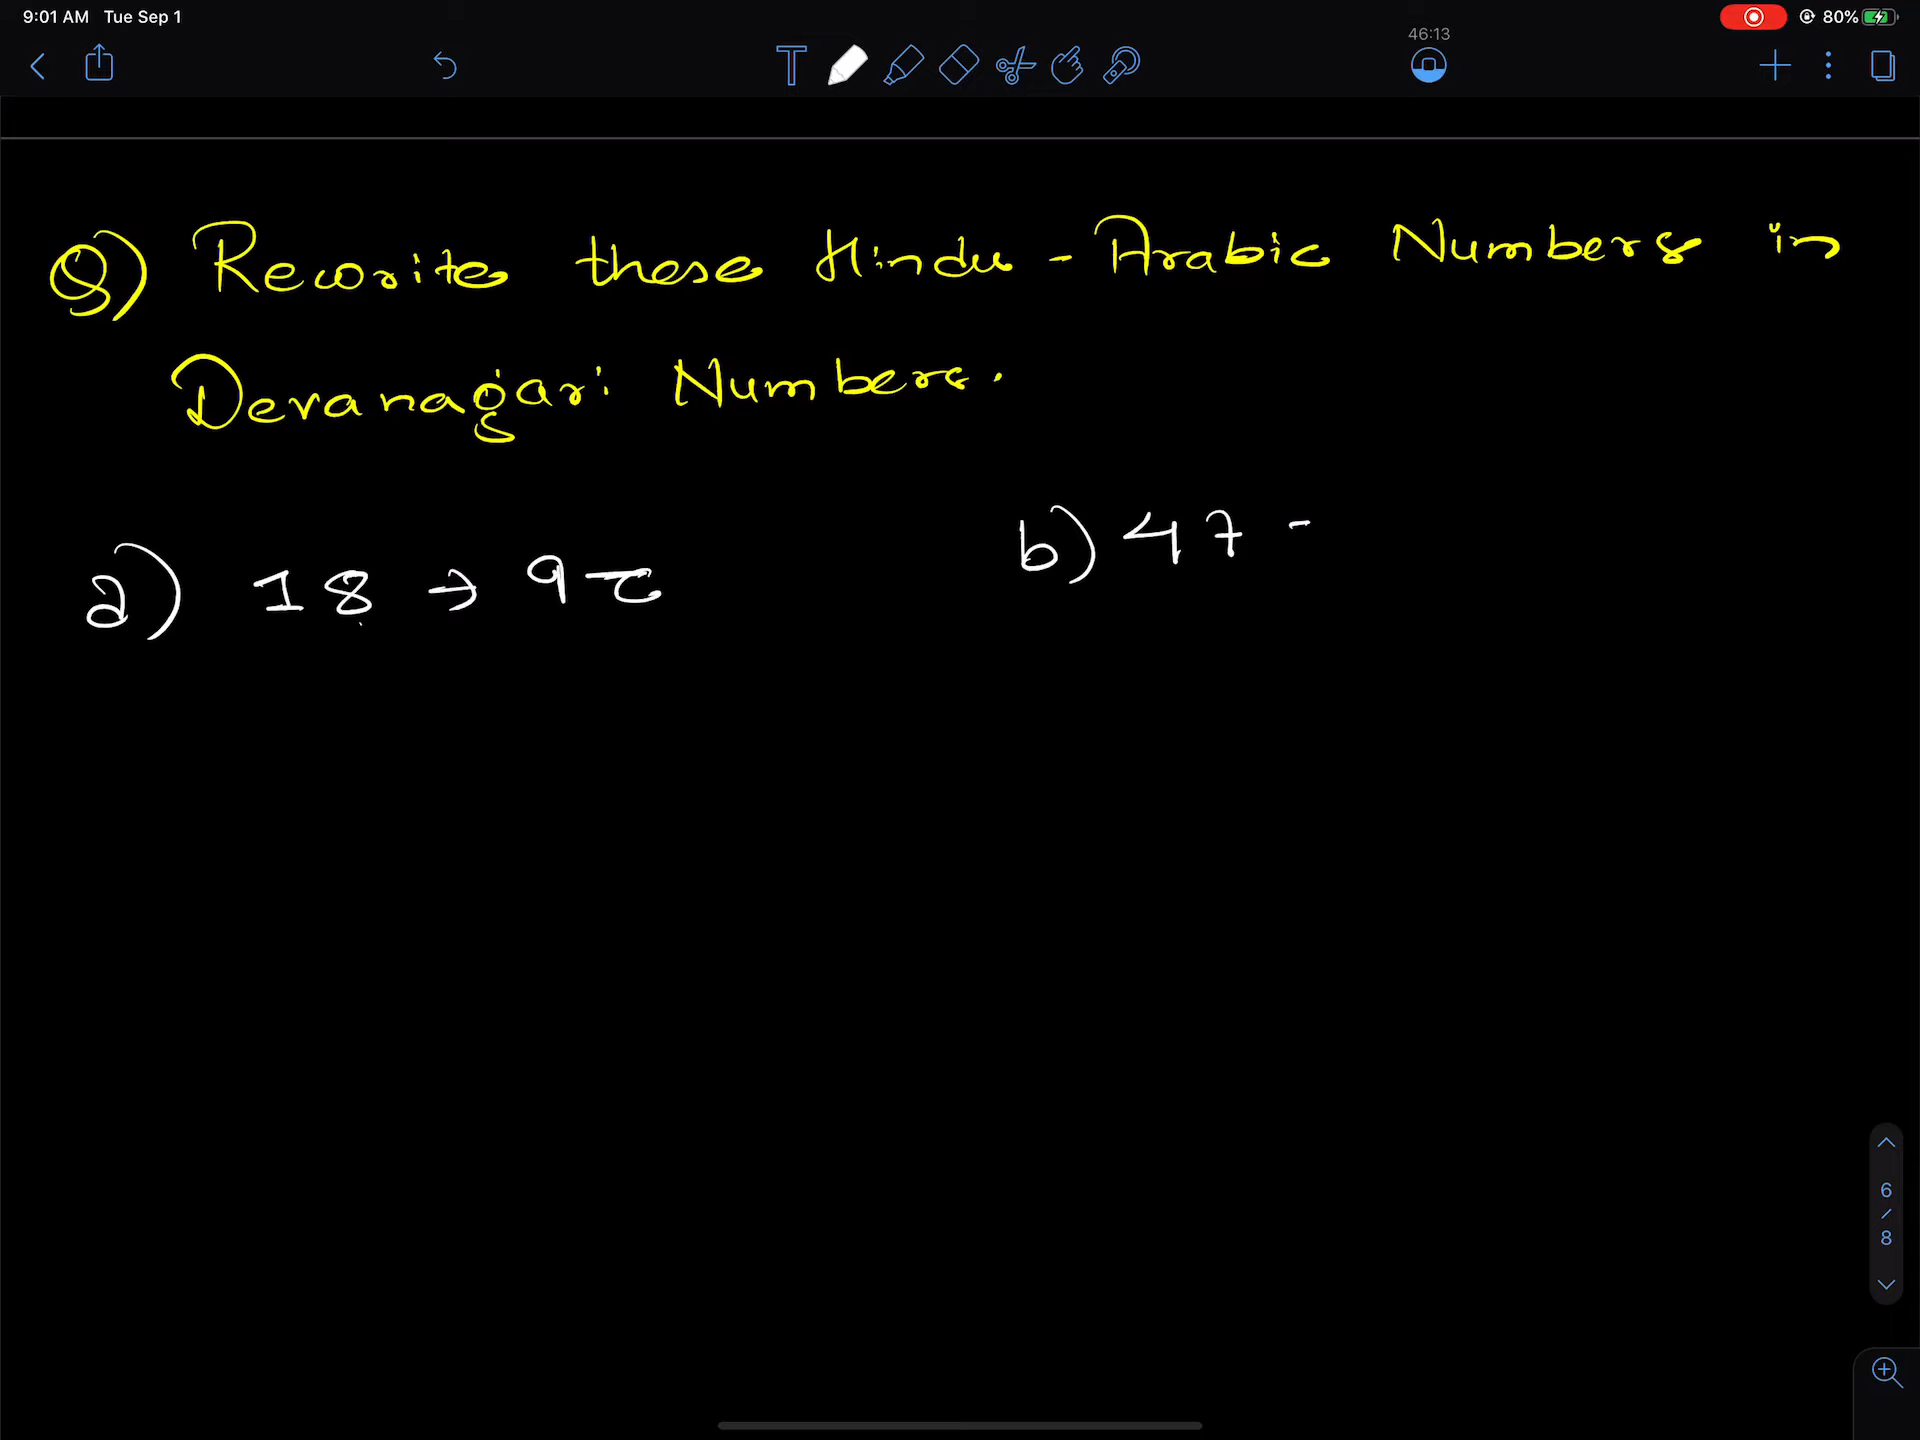 9:01 AM Tue Sep 1
80%
46:13
Q) Rewrite these Hindu - Arabic Numbers in
Devanagari Numbers.
a) 18 → १८
b) 47 -
6
/
8